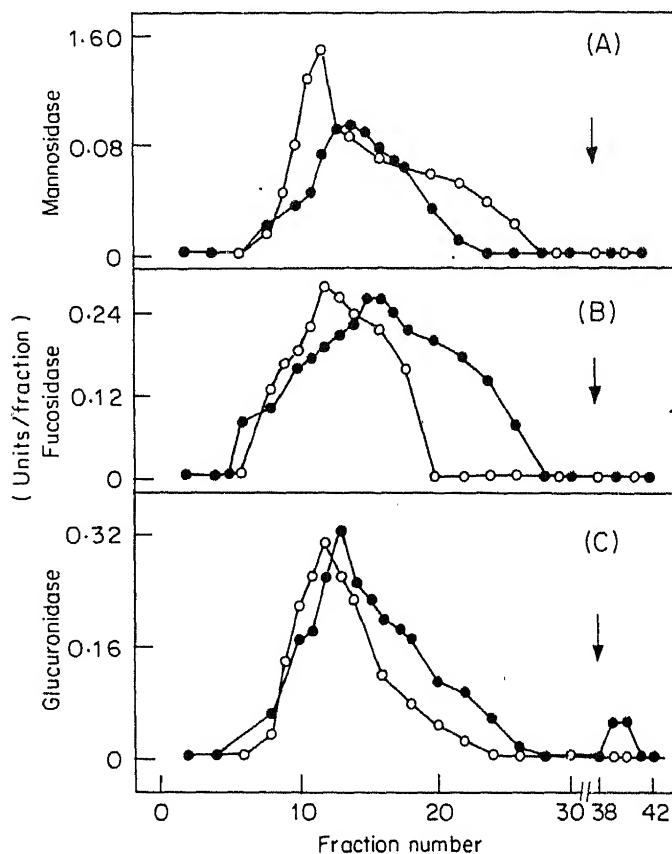 (A)
1.60
0.08
0
Mannosidase
(B)
0.24
0.12
0
(Units/fraction)
Fucosidase
(C)
0.32
0.16
0
Glucuronidase
0 10 20 30 38 42
Fraction number